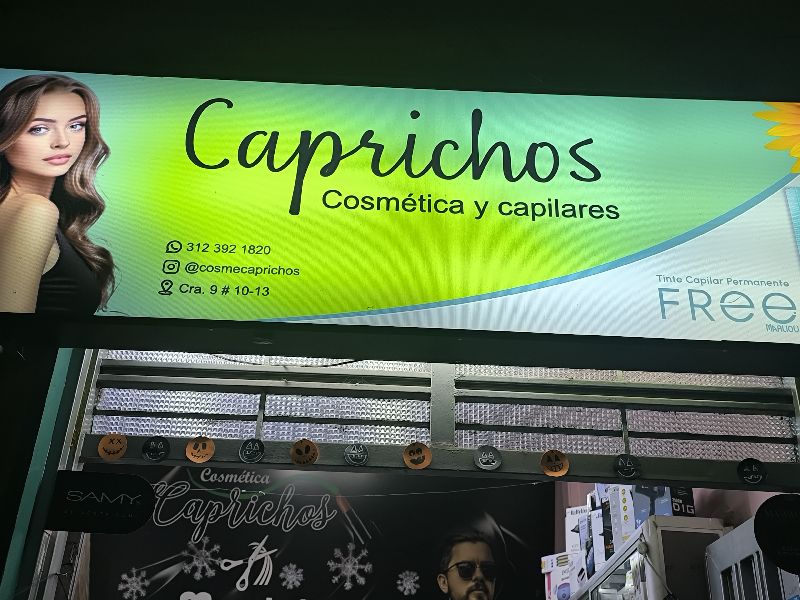 Caprichos
Cosmética y capilares
312 392 1820
@cosmecaprichos
Cra. 9 # 10-13
Tinte Capilar Permanente
FREE
Cosmética
Caprichos
SAMY